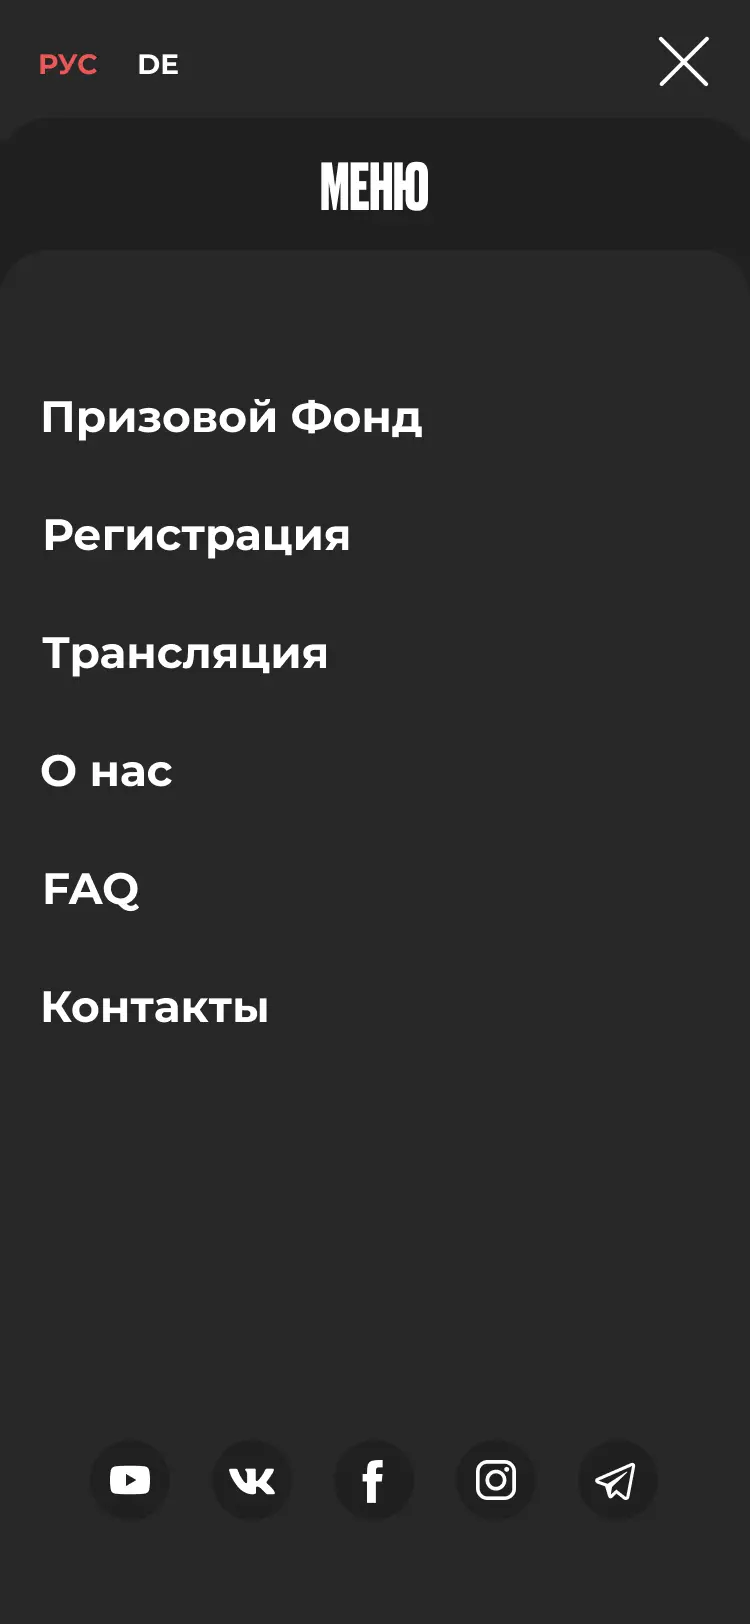 РУС DE
МЕНЮ
Призовой Фонд
Регистрация
Трансляция
О нас
FAQ
Контакты